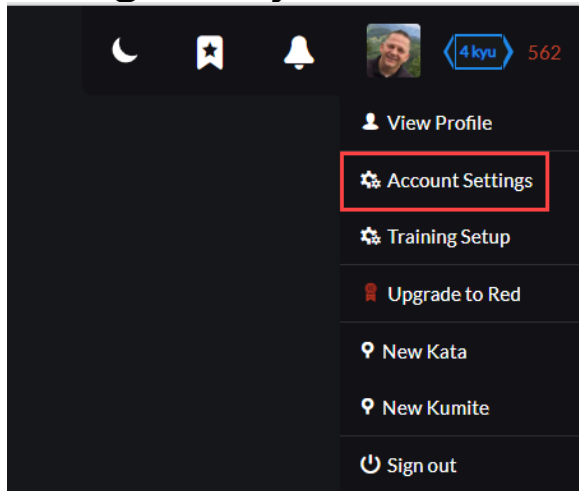 4 kyu 562
View Profile
Account Settings
Training Setup
Upgrade to Red
New Kata
New Kumite
Sign out